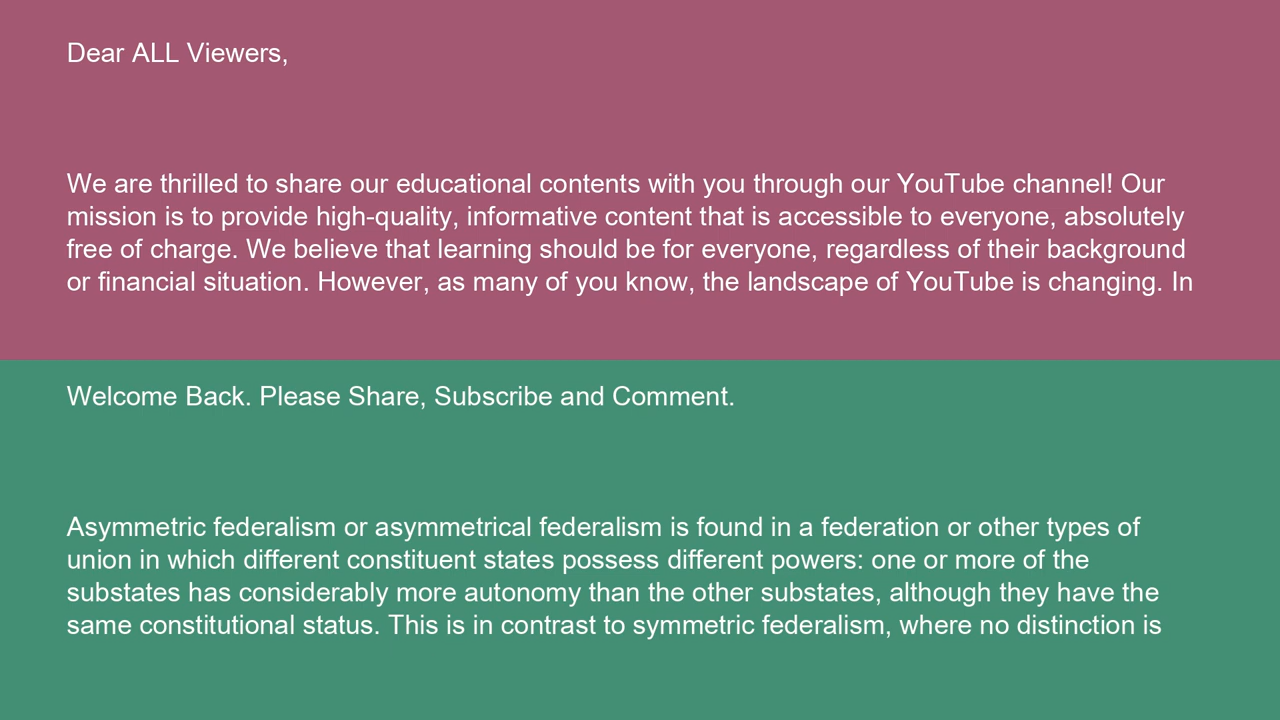 Dear ALL Viewers,
We are thrilled to share our educational contents with you through our YouTube channel! Our
mission is to provide high-quality, informative content that is accessible to everyone, absolutely
free of charge. We believe that learning should be for everyone, regardless of their background
or financial situation. However, as many of you know, the landscape of YouTube is changing. In
Welcome Back. Please Share, Subscribe and Comment.
Asymmetric federalism or asymmetrical federalism is found in a federation or other types of
union in which different constituent states possess different powers: one or more of the
substates has considerably more autonomy than the other substates, although they have the
same constitutional status. This is in contrast to symmetric federalism, where no distinction is